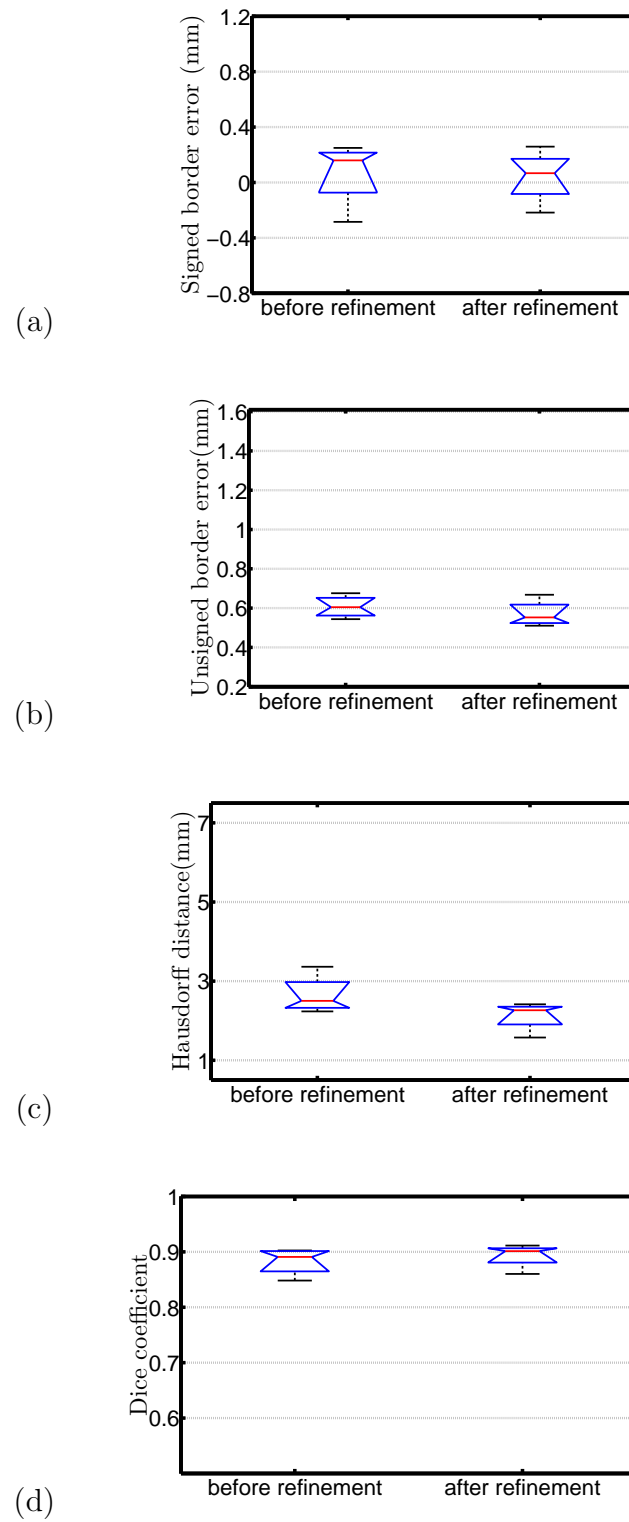 1.2
0.8
0.4
0
−0.4
−0.8
Signed border error (mm)
before refinement after refinement
(a)
1.6
1.4
1.2
1
0.8
0.6
0.4
0.2
Unsigned border error(mm)
before refinement after refinement
(b)
7
5
3
1
Hausdorff distance(mm)
before refinement after refinement
(c)
1
0.9
0.8
0.7
0.6
Dice coefficient
before refinement after refinement
(d)